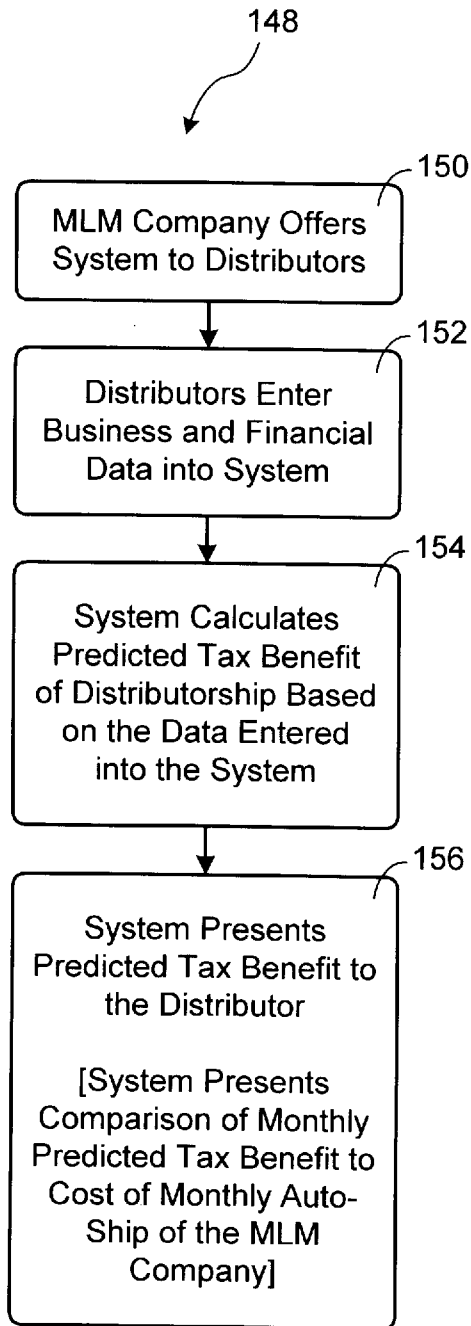 148
150
MLM Company Offers
System to Distributors
152
Distributors Enter
Business and Financial
Data into System
154
System Calculates
Predicted Tax Benefit
of Distributorship Based
on the Data Entered
into the System
156
System Presents
Predicted Tax Benefit to
the Distributor
[System Presents
Comparison of Monthly
Predicted Tax Benefit to
Cost of Monthly Auto-
Ship of the MLM
Company]